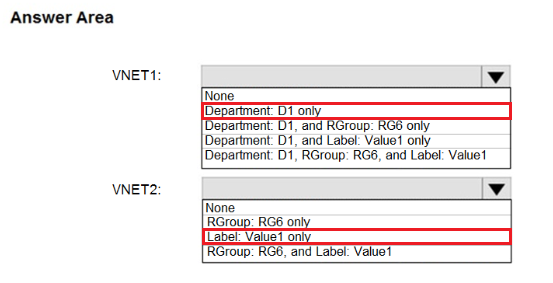 Answer Area
VNET1:
None
Department: D1 only
Department: D1, and RGroup: RG6 only
Department: D1, and Label: Value1 only
Department: D1, RGroup: RG6, and Label: Value1
VNET2:
None
RGroup: RG6 only
Label: Value1 only
RGroup: RG6, and Label: Value1